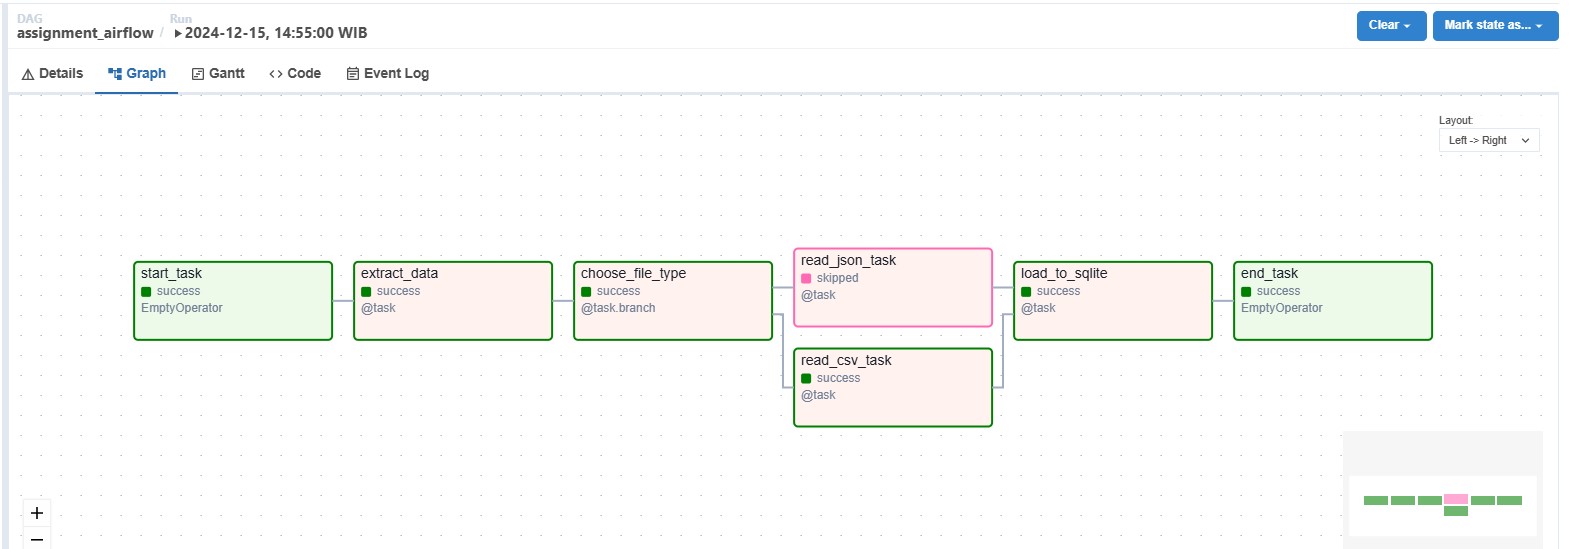 DAG
assignment_airflow
/
Run
2024-12-15, 14:55:00 WIB
Clear
Mark state as...
Details
Graph
Gantt
Code
Event Log
Layout:
Left -> Right
start_task
success
EmptyOperator
extract_data
success
@task
choose_file_type
success
@task.branch
read_json_task
skipped
@task
read_csv_task
success
@task
load_to_sqlite
success
@task
end_task
success
EmptyOperator